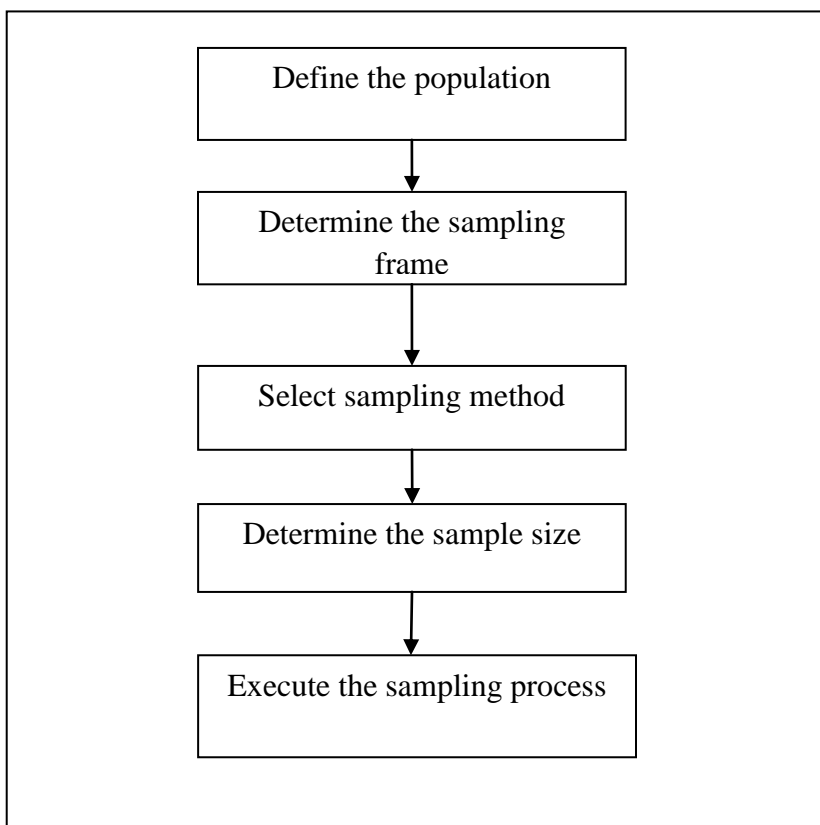 Define the population
Determine the sampling
frame
Select sampling method
Determine the sample size
Execute the sampling process